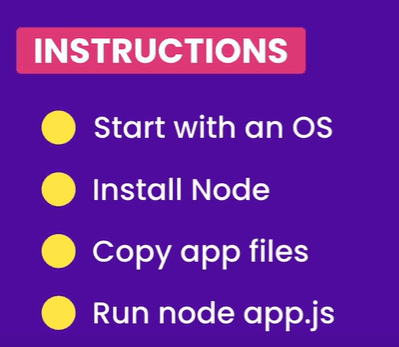 INSTRUCTIONS
Start with an OS
Install Node
Copy app files
Run node app.js